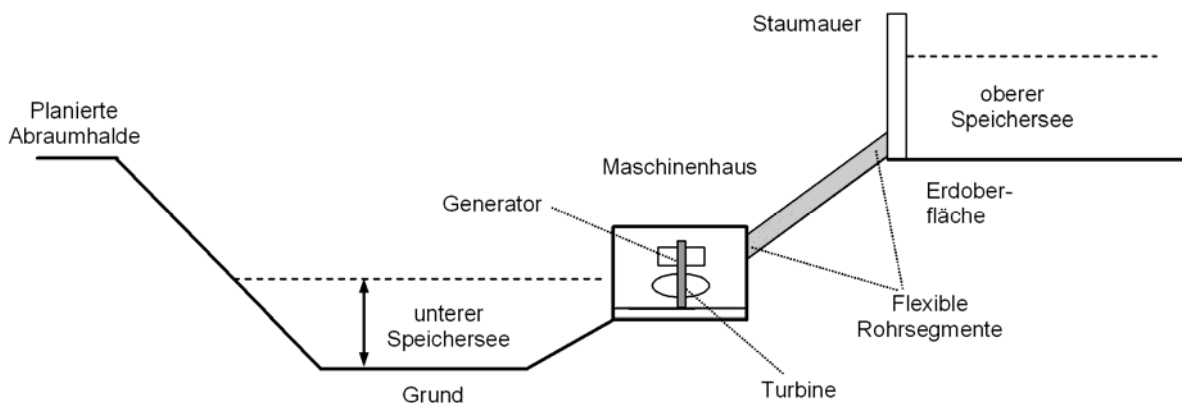 Staumauer
Planierte
Abraumhalde
oberer
Speichersee
Maschinenhaus
Generator
Erdober-
fläche
unterer
Speichersee
Flexible
Rohrsegmente
Grund
Turbine